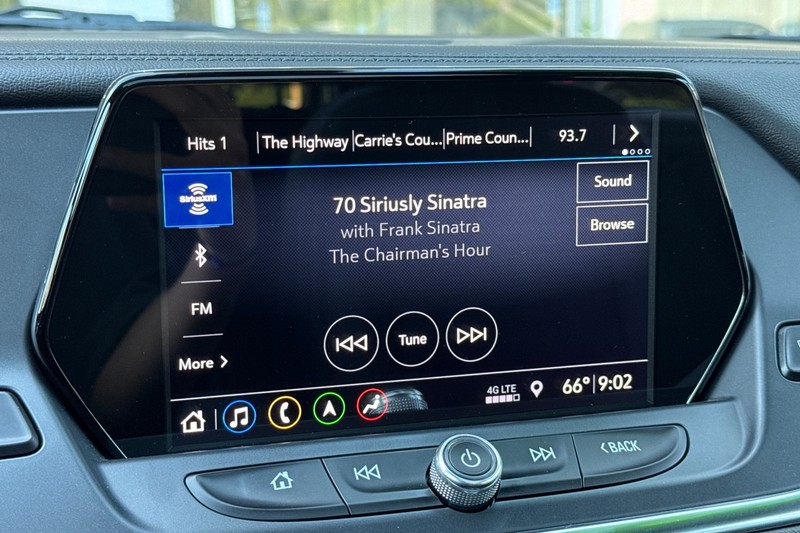 Hits 1
The Highway
Carrie's Cou...
Prime Coun...
93.7
SiriusXM
70 Siriusly Sinatra
with Frank Sinatra
The Chairman's Hour
Sound
Browse
FM
More
Tune
4G LTE
66° 9:02
BACK